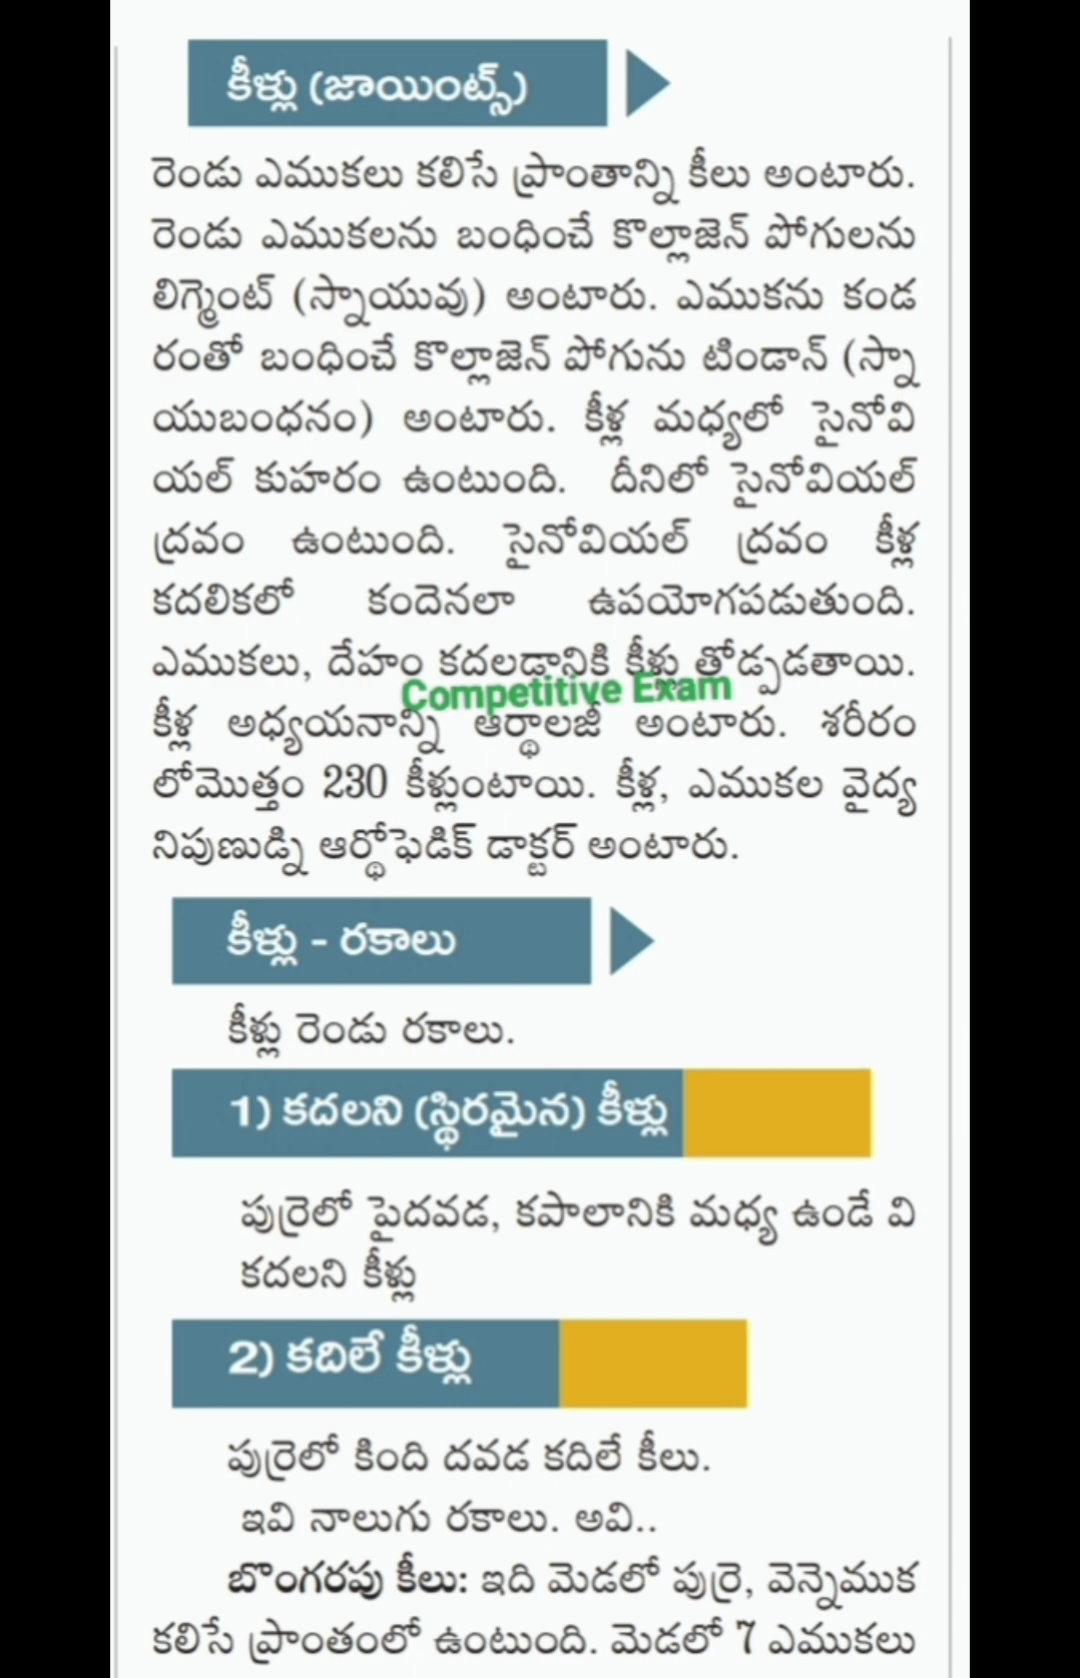 కీళ్లు (జాయింట్స్)
రెండు ఎముకలు కలిసే ప్రాంతాన్ని కీలు అంటారు.
రెండు ఎముకలను బంధించే కొల్లాజెన్ పోగులను
లిగ్మెంట్ (స్నాయువు) అంటారు. ఎముకను కండ
రంతో బంధించే కొల్లాజెన్ పోగును టిండాన్ (స్నా
యుబంధనం) అంటారు. కీళ్ల మధ్యలో సైనోవి
యల్ కుహరం ఉంటుంది. దీనిలో సైనోవియల్
ద్రవం ఉంటుంది. సైనోవియల్ ద్రవం కీళ్ల
కదలికలో కందెనలా ఉపయోగపడుతుంది.
ఎముకలు, దేహం కదలడానికి కీళ్లు తోడ్పడతాయి.
Competitive Exam
కీళ్ల అధ్యయనాన్ని ఆర్థాలజీ అంటారు. శరీరం
లోమొత్తం 230 కీళ్లుంటాయి. కీళ్ల, ఎముకల వైద్య
నిపుణుడ్ని ఆర్థోఫెడిక్ డాక్టర్ అంటారు.
కీళ్లు - రకాలు
కీళ్లు రెండు రకాలు.
1) కదలని (స్థిరమైన) కీళ్లు
పుర్రెలో పైదవడ, కపాలానికి మధ్య ఉండే వి
కదలని కీళ్లు
2) కదిలే కీళ్లు
పుర్రెలో కింది దవడ కదిలే కీలు.
ఇవి నాలుగు రకాలు. అవి..
బొంగరపు కీలు: ఇది మెడలో పుర్రె, వెన్నెముక
కలిసే ప్రాంతంలో ఉంటుంది. మెడలో 7 ఎముకలు